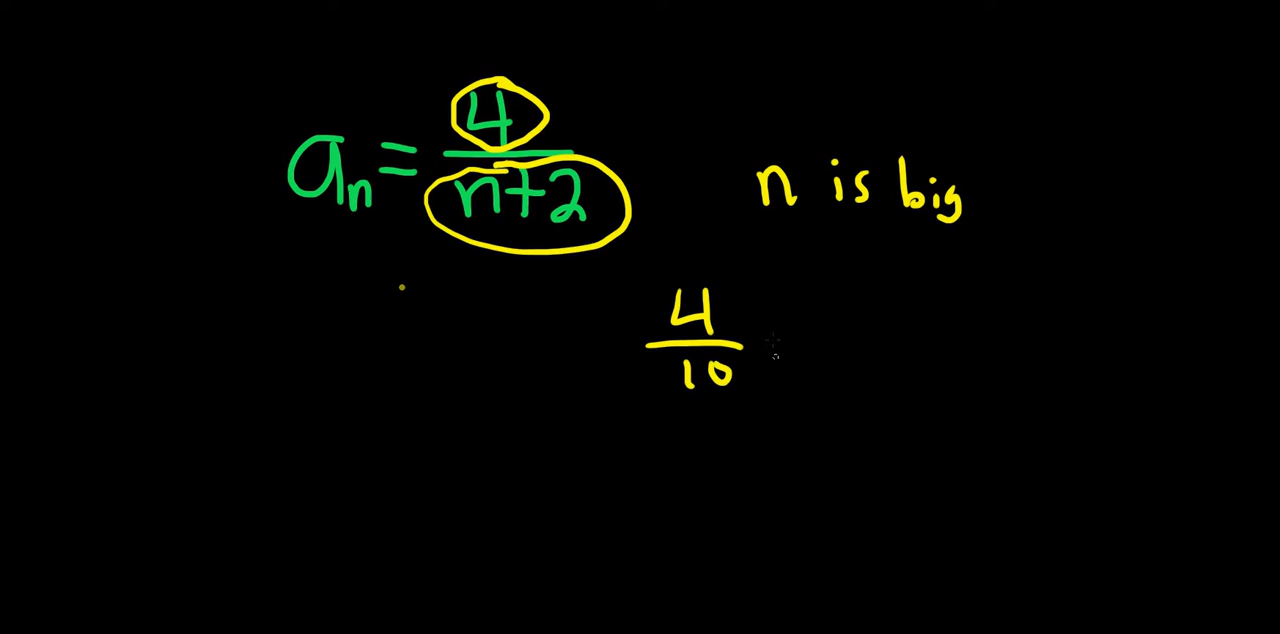 aₙ = 4/(n+2)
n is big
4/10